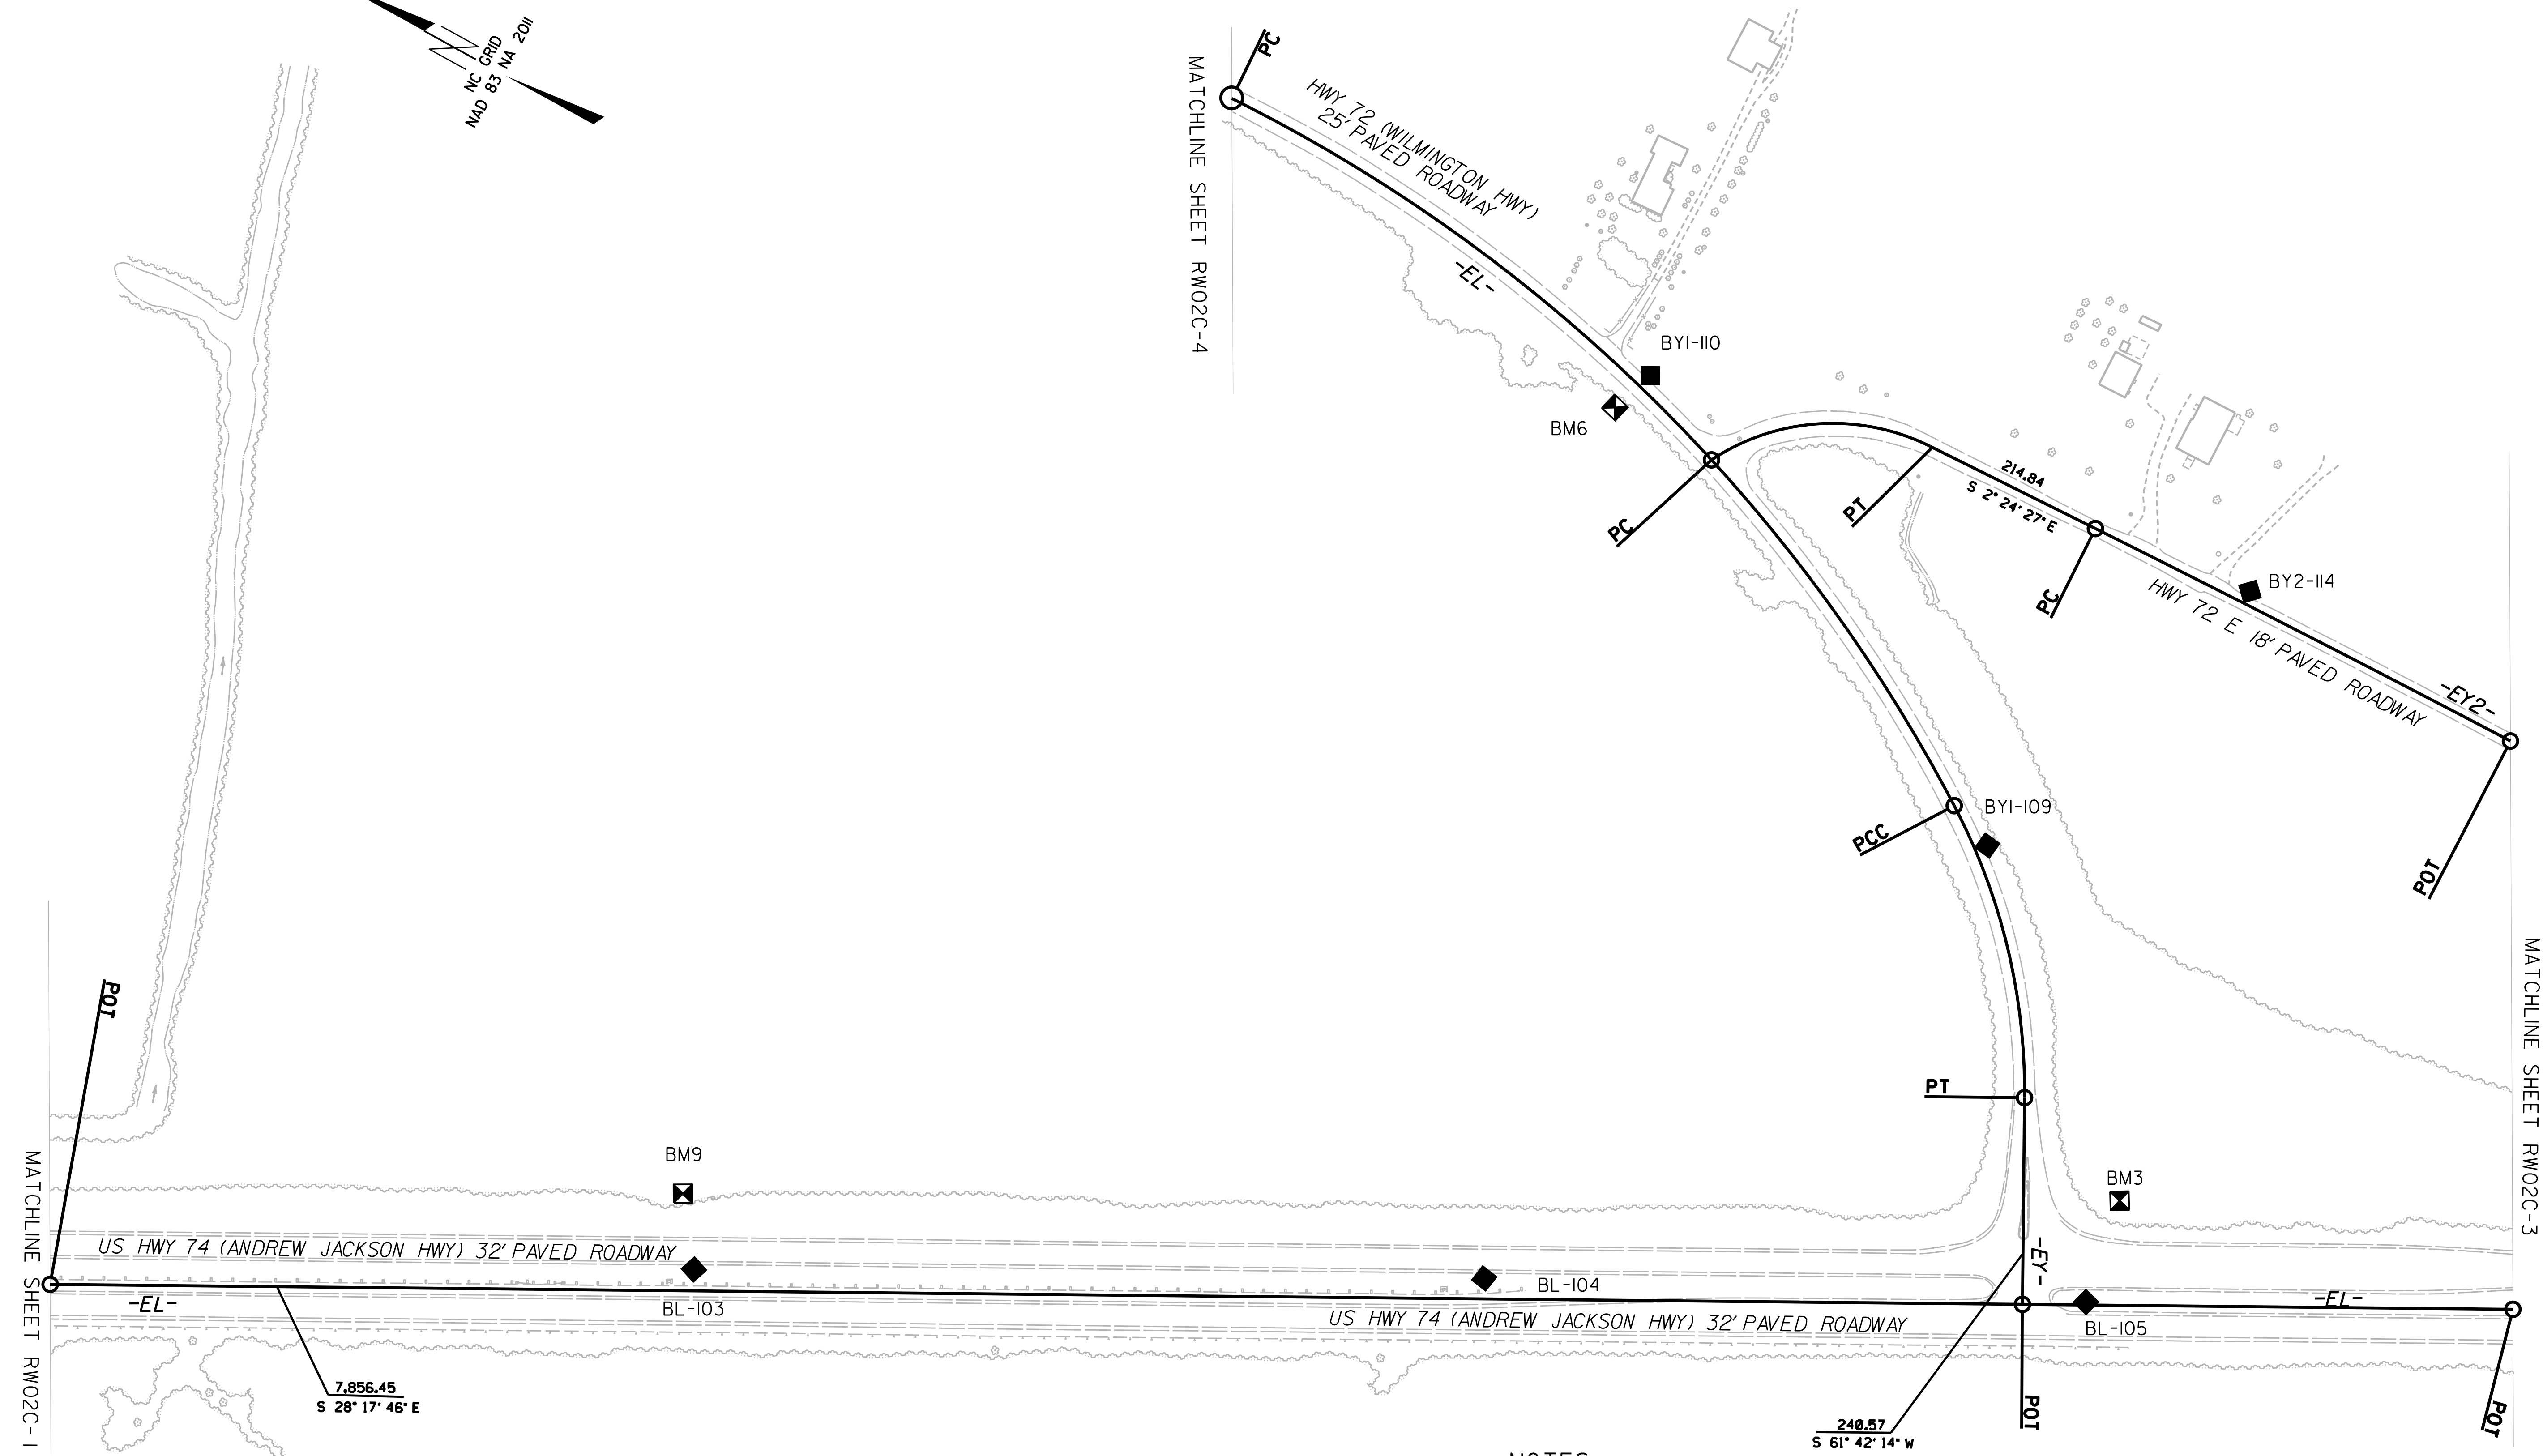 NC GRID
NAD 83 NA 2011
PC
MATCHLINE SHEET RW02C-4
HWY 72 (WILMINGTON HWY)
25' PAVED ROADWAY
-EL-
BY1-110
BM6
PC
PT
214.84
S 2° 24' 27" E
PC
BY2-114
HWY 72 E 18' PAVED ROADWAY
-EY2-
POT
BY1-109
PCC
MATCHLINE SHEET RW02C-3
POT
PT
BM9
BM3
MATCHLINE SHEET RW02C-1
US HWY 74 (ANDREW JACKSON HWY) 32' PAVED ROADWAY
-EY-
-EL-
BL-103
BL-104
-EL-
US HWY 74 (ANDREW JACKSON HWY) 32' PAVED ROADWAY
BL-105
7,856.45
S 28° 17' 46" E
POT
240.57
S 61° 42' 14" W
POT
NOTES